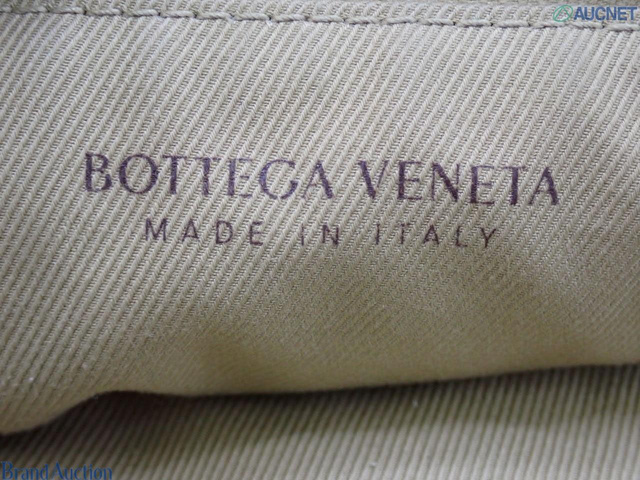 AUCNET
BOTTEGA VENETA
MADE IN ITALY
Brand Auction